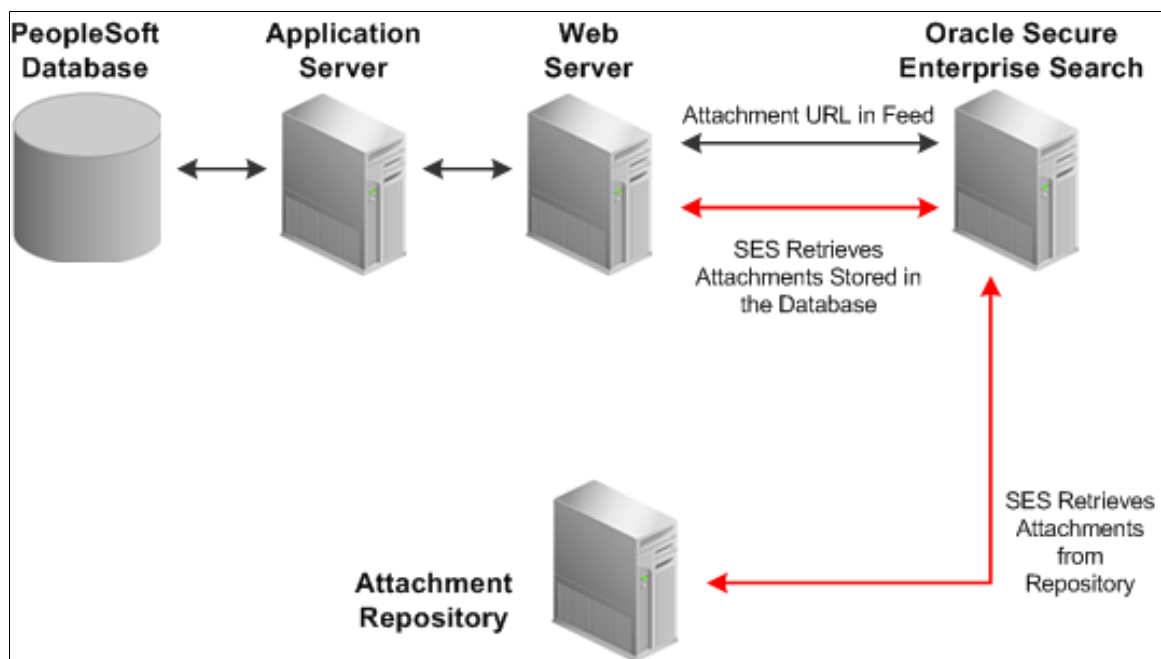 PeopleSoft
Database
Application
Server
Web
Server
Oracle Secure
Enterprise Search
Attachment URL in Feed
SES Retrieves
Attachments Stored in
the Database
SES Retrieves
Attachments
from
Repository
Attachment
Repository